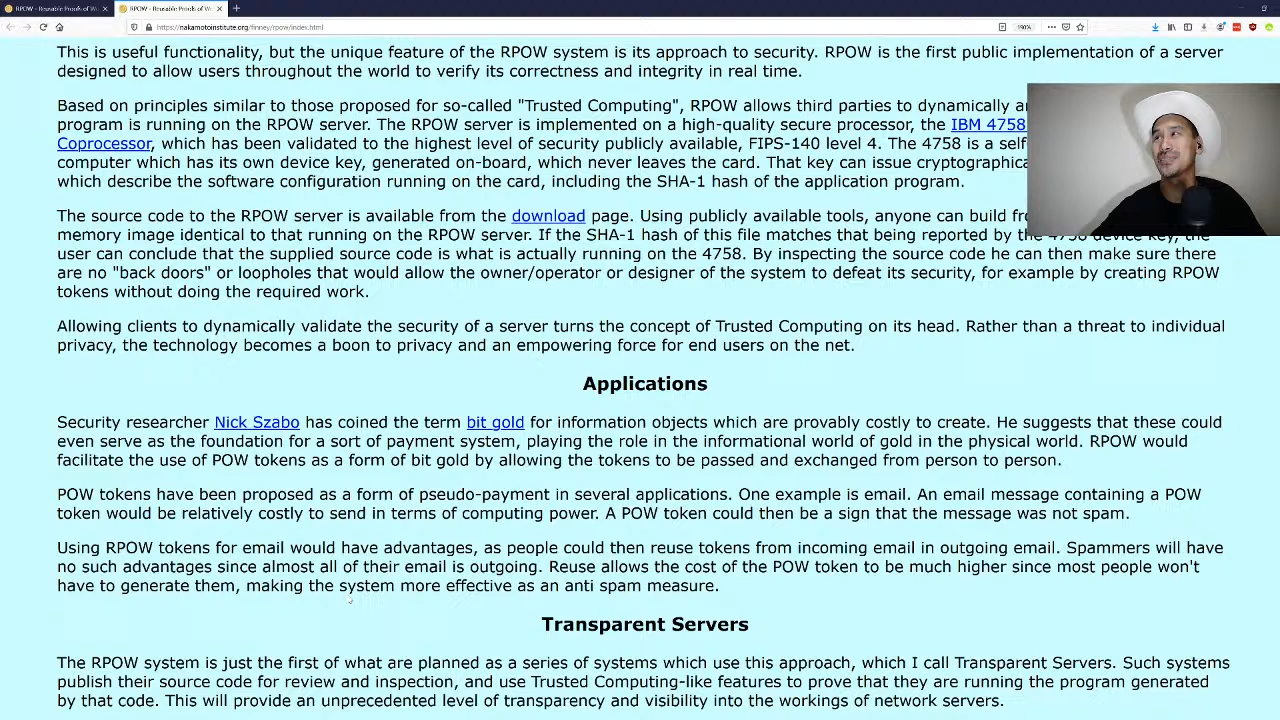 RPOW - Reusable Proofs of Wo
RPOW - Reusable Proofs of Wo
https://nakamotoinstitute.org/finney/rpow/index.html
This is useful functionality, but the unique feature of the RPOW system is its approach to security. RPOW is the first public implementation of a server
designed to allow users throughout the world to verify its correctness and integrity in real time.
Based on principles similar to those proposed for so-called "Trusted Computing", RPOW allows third parties to dynamically
program is running on the RPOW server. The RPOW server is implemented on a high-quality secure processor, the IBM 4758
Coprocessor, which has been validated to the highest level of security publicly available, FIPS-140 level 4. The 4758 is a
computer which has its own device key, generated on-board, which never leaves the card. That key can issue
which describe the software configuration running on the card, including the SHA-1 hash of the application program.
The source code to the RPOW server is available from the download page. Using publicly available tools, anyone can build
memory image identical to that running on the RPOW server. If the SHA-1 hash of this file matches that being reported by the 4758 device key, the
user can conclude that the supplied source code is what is actually running on the 4758. By inspecting the source code he can then make sure there
are no "back doors" or loopholes that would allow the owner/operator or designer of the system to defeat its security, for example by creating RPOW
tokens without doing the required work.
Allowing clients to dynamically validate the security of a server turns the concept of Trusted Computing on its head. Rather than a threat to individual
privacy, the technology becomes a boon to privacy and an empowering force for end users on the net.
Applications
Security researcher Nick Szabo has coined the term bit gold for information objects which are provably costly to create. He suggests that these could
even serve as the foundation for a sort of payment system, playing the role in the informational world of gold in the physical world. RPOW would
facilitate the use of POW tokens as a form of bit gold by allowing the tokens to be passed and exchanged from person to person.
POW tokens have been proposed as a form of pseudo-payment in several applications. One example is email. An email message containing a POW
token would be relatively costly to send in terms of computing power. A POW token could then be a sign that the message was not spam.
Using RPOW tokens for email would have advantages, as people could then reuse tokens from incoming email in outgoing email. Spammers will have
no such advantages since almost all of their email is outgoing. Reuse allows the cost of the POW token to be much higher since most people won't
have to generate them, making the system more effective as an anti spam measure.
Transparent Servers
The RPOW system is just the first of what are planned as a series of systems which use this approach, which I call Transparent Servers. Such systems
publish their source code for review and inspection, and use Trusted Computing-like features to prove that they are running the program generated
by that code. This will provide an unprecedented level of transparency and visibility into the workings of network servers.